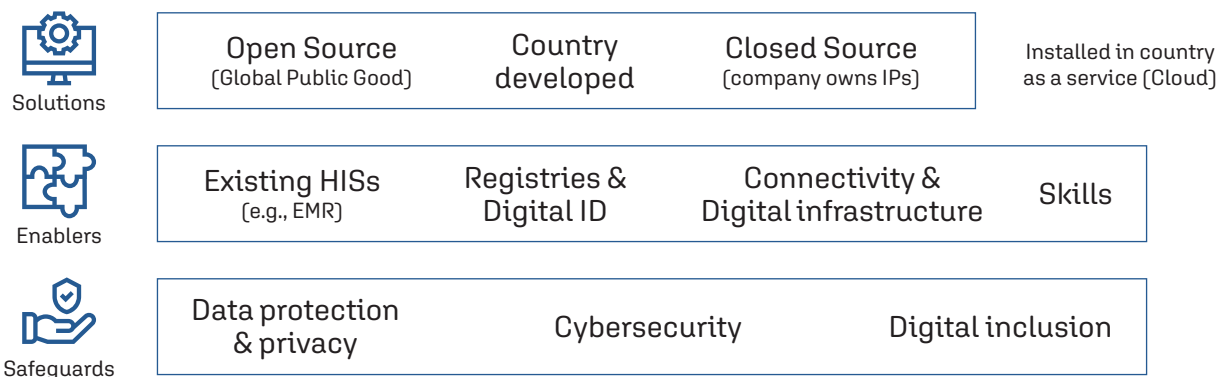 Solutions
Open Source
(Global Public Good)
Country
developed
Closed Source
(company owns IPs)
Installed in country
as a service (Cloud)
Enablers
Existing HISs
(e.g., EMR)
Registries &
Digital ID
Connectivity &
Digital infrastructure
Skills
Safeguards
Data protection
& privacy
Cybersecurity
Digital inclusion